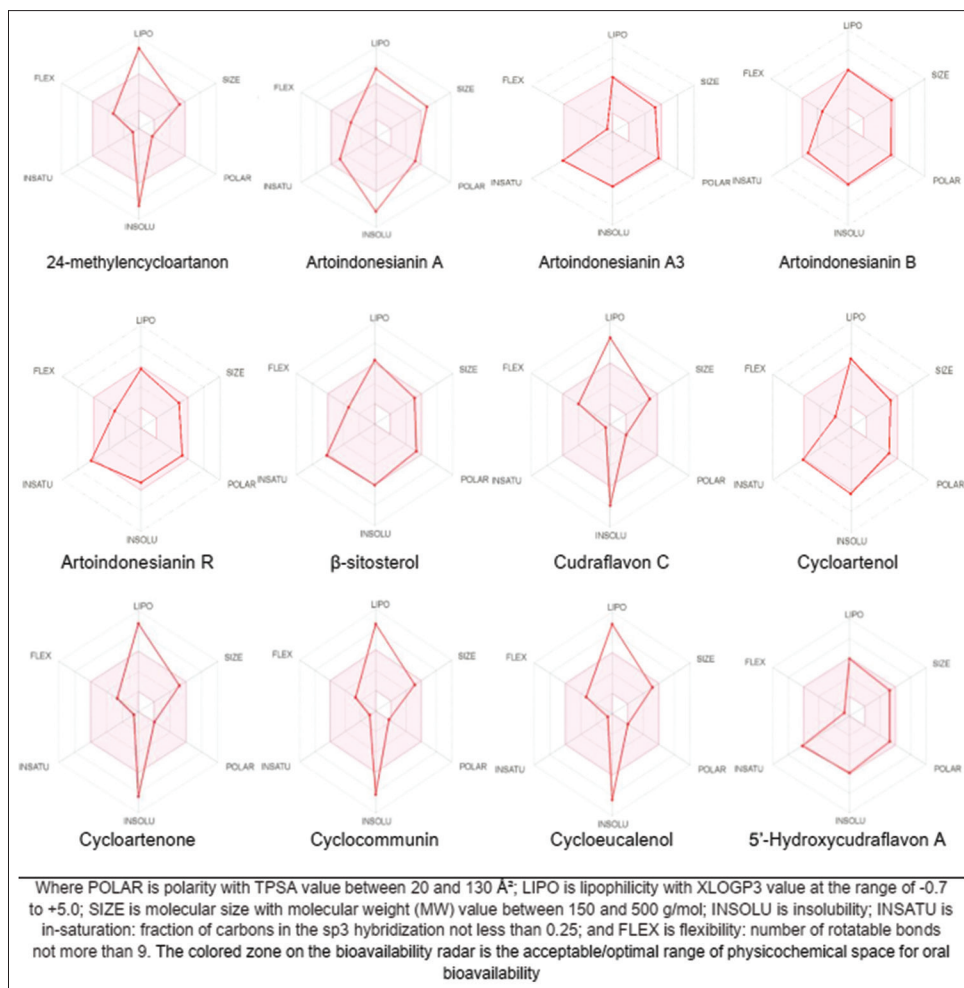 LIPO LIPO LIPO LIPO
FLEX SIZE FLEX SIZE FLEX SIZE FLEX SIZE
INSATU POLAR INSATU POLAR INSATU POLAR INSATU POLAR
INSOLU INSOLU INSOLU INSOLU
24-methylencycloartanon Artoindonesianin A Artoindonesianin A3 Artoindonesianin B
LIPO LIPO LIPO LIPO
FLEX SIZE FLEX SIZE FLEX SIZE FLEX SIZE
INSATU POLAR INSATU POLAR INSATU POLAR INSATU POLAR
INSOLU INSOLU INSOLU INSOLU
Artoindonesianin R β-sitosterol Cudraflavon C Cycloartenol
LIPO LIPO LIPO LIPO
FLEX SIZE FLEX SIZE FLEX SIZE FLEX SIZE
INSATU POLAR INSATU POLAR INSATU POLAR INSATU POLAR
INSOLU INSOLU INSOLU INSOLU
Cycloartenone Cyclocommunin Cycloeucalenol 5'-Hydroxycudraflavon A
Where POLAR is polarity with TPSA value between 20 and 130 Å²; LIPO is lipophilicity with XLOGP3 value at the range of -0.7
to +5.0; SIZE is molecular size with molecular weight (MW) value between 150 and 500 g/mol; INSOLU is insolubility; INSATU is
in-saturation: fraction of carbons in the sp3 hybridization not less than 0.25; and FLEX is flexibility: number of rotatable bonds
not more than 9. The colored zone on the bioavailability radar is the acceptable/optimal range of physicochemical space for oral
bioavailability